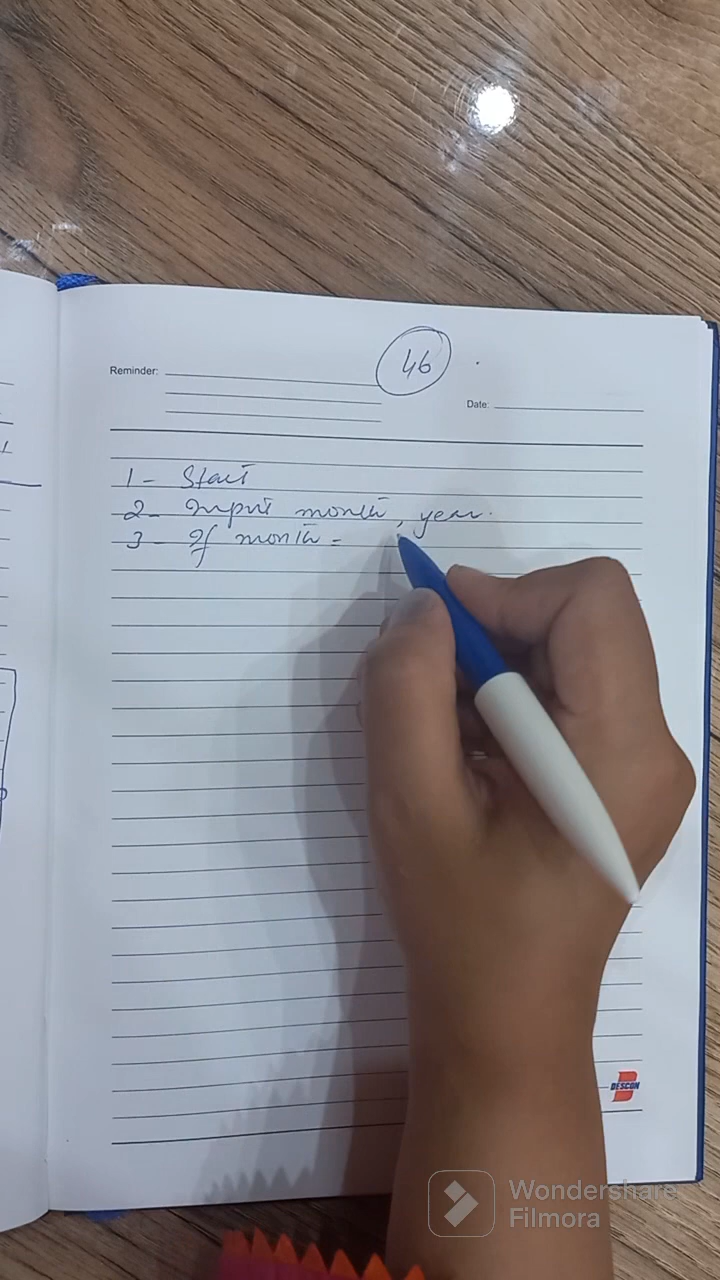 46
Reminder:
Date:
1 - Start
2 - Input month, year.
3 - If month =
DESCON
Wondershare
Filmora